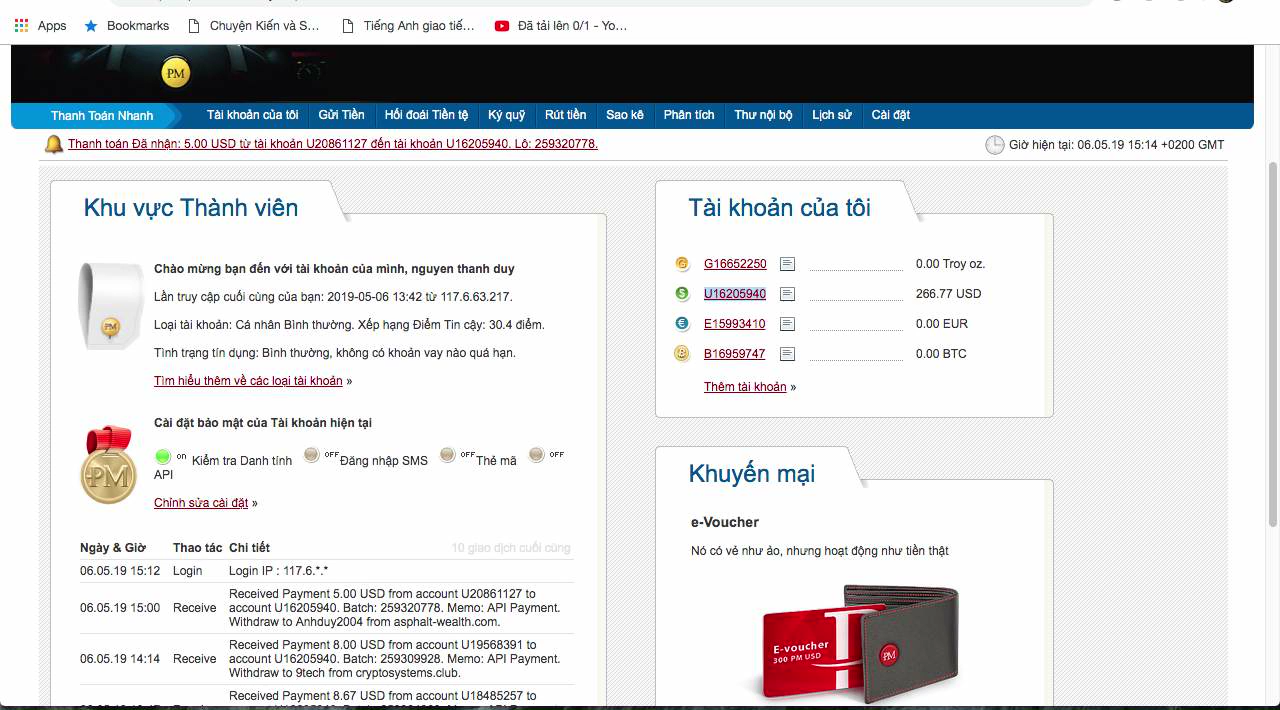 Apps
Bookmarks
Chuyện Kiến và S...
Tiếng Anh giao tiế...
Đã tải lên 0/1 - Yo...
PM
Thanh Toán Nhanh
Tài khoản của tôi
Gửi Tiền
Hối đoái Tiền tệ
Ký quỹ
Rút tiền
Sao kê
Phân tích
Thư nội bộ
Lịch sử
Cài đặt
Thanh toán Đã nhận: 5.00 USD từ tài khoản U20861127 đến tài khoản U16205940. Lô: 259320778.
Giờ hiện tại: 06.05.19 15:14 +0200 GMT
Khu vực Thành viên
Chào mừng bạn đến với tài khoản của mình, nguyen thanh duy
Lần truy cập cuối cùng của bạn: 2019-05-06 13:42 từ 117.6.63.217.
Loại tài khoản: Cá nhân Bình thường. Xếp hạng Điểm Tin cậy: 30.4 điểm.
Tình trạng tín dụng: Bình thường, không có khoản vay nào quá hạn.
Tìm hiểu thêm về các loại tài khoản »
PM
Cài đặt bảo mật của Tài khoản hiện tại
on Kiểm tra Danh tính OFF Đăng nhập SMS OFF Thẻ mã OFF
API
Chỉnh sửa cài đặt »
PM
Ngày & Giờ Thao tác Chi tiết 10 giao dịch cuối cùng
06.05.19 15:12 Login Login IP : 117.6.*.*
Received Payment 5.00 USD from account U20861127 to
06.05.19 15:00 Receive account U16205940. Batch: 259320778. Memo: API Payment.
Withdraw to Anhduy2004 from asphalt-wealth.com.
Received Payment 8.00 USD from account U19568391 to
06.05.19 14:14 Receive account U16205940. Batch: 259309928. Memo: API Payment.
Withdraw to 9tech from cryptosystems.club.
Received Payment 8.67 USD from account U18485257 to
Tài khoản của tôi
G16652250 0.00 Troy oz.
U16205940 266.77 USD
E15993410 0.00 EUR
B16959747 0.00 BTC
Thêm tài khoản »
Khuyến mại
e-Voucher
Nó có vẻ như ảo, nhưng hoạt động như tiền thật
E-voucher
300 PM USD
PM